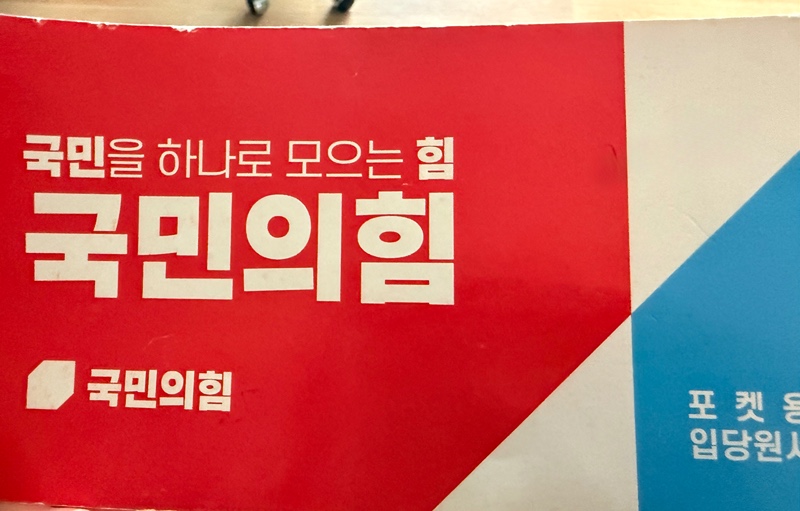 국민을 하나로 모으는 힘
국민의힘
국민의힘
포켓용
입당원서